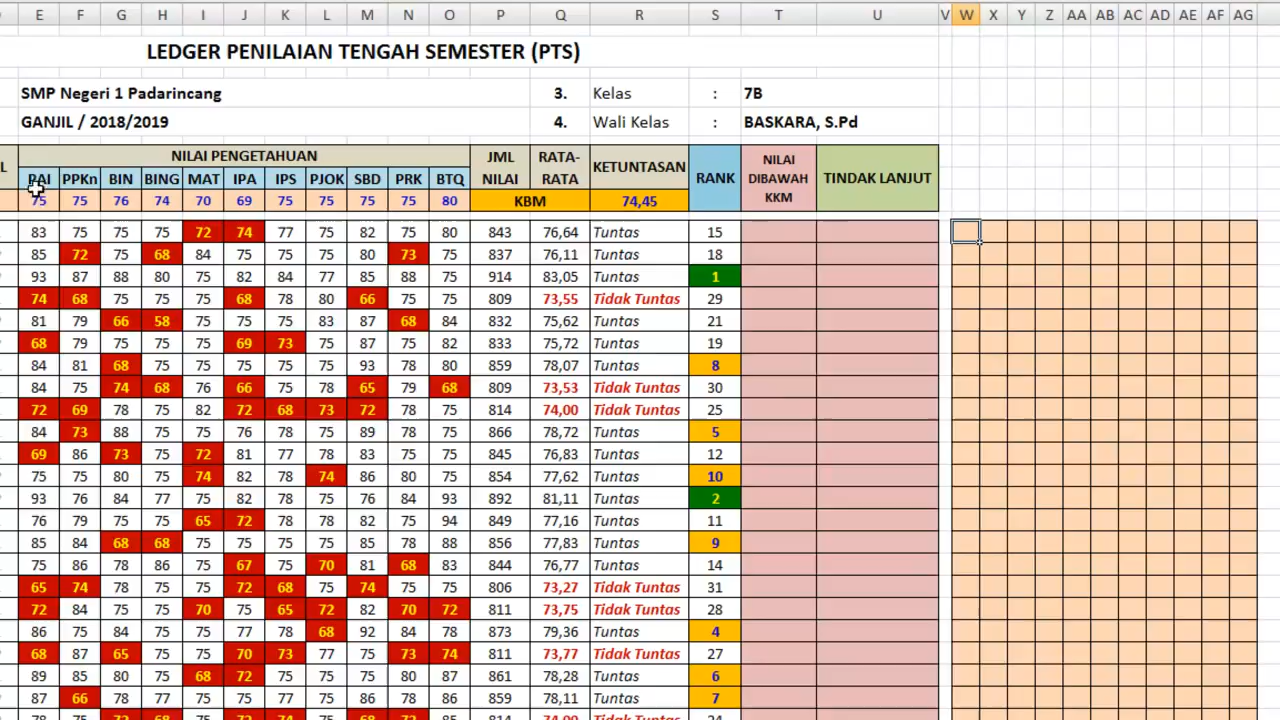 E F G H I J K L M N O P Q R S T U V W X Y Z AA AB AC AD AE AF AG
LEDGER PENILAIAN TENGAH SEMESTER (PTS)
SMP Negeri 1 Padarincang 3. Kelas : 7B
GANJIL / 2018/2019 4. Wali Kelas : BASKARA, S.Pd
L NILAI PENGETAHUAN JML NILAI RATA-RATA KETUNTASAN RANK NILAI DIBAWAH KKM TINDAK LANJUT
PAI PPKn BIN BING MAT IPA IPS PJOK SBD PRK BTQ
75 75 76 74 70 69 75 75 75 75 80 KBM 74,45
83 75 75 75 72 74 77 75 82 75 80 843 76,64 Tuntas 15
85 72 75 68 84 75 75 75 80 73 75 837 76,11 Tuntas 18
93 87 88 80 75 82 84 77 85 88 75 914 83,05 Tuntas 1
74 68 75 75 75 68 78 80 66 75 75 809 73,55 Tidak Tuntas 29
81 79 66 58 75 75 75 83 87 68 84 832 75,62 Tuntas 21
68 79 75 75 75 69 73 75 87 75 82 833 75,72 Tuntas 19
84 81 68 75 75 75 75 75 93 78 80 859 78,07 Tuntas 8
84 75 74 68 76 66 78 75 65 79 68 809 73,53 Tidak Tuntas 30
72 69 78 75 82 72 68 73 72 78 75 814 74,00 Tidak Tuntas 25
84 73 88 75 75 76 78 75 89 78 75 866 78,72 Tuntas 5
69 86 73 75 72 81 77 78 83 75 75 845 76,83 Tuntas 12
75 75 80 75 74 82 78 74 86 80 75 854 77,62 Tuntas 10
93 76 84 77 75 82 78 75 76 84 93 892 81,11 Tuntas 2
76 79 75 75 65 72 78 78 82 75 94 849 77,16 Tuntas 11
85 84 68 68 75 75 75 75 85 78 88 856 77,83 Tuntas 9
75 86 78 86 75 67 75 70 81 68 83 844 76,77 Tuntas 14
65 74 78 75 75 72 68 75 74 75 75 806 73,27 Tidak Tuntas 31
72 84 75 75 70 75 65 72 82 70 72 811 73,75 Tidak Tuntas 28
86 75 84 75 75 77 78 68 92 84 78 873 79,36 Tuntas 4
68 87 65 75 75 70 73 77 75 73 74 811 73,77 Tidak Tuntas 27
89 85 80 75 68 72 75 75 75 80 87 861 78,28 Tuntas 6
87 66 78 77 75 75 77 75 86 78 86 859 78,11 Tuntas 7
78 75 72 68 75 72 74 75 68 72 85 814 74,00 Tidak Tuntas 24